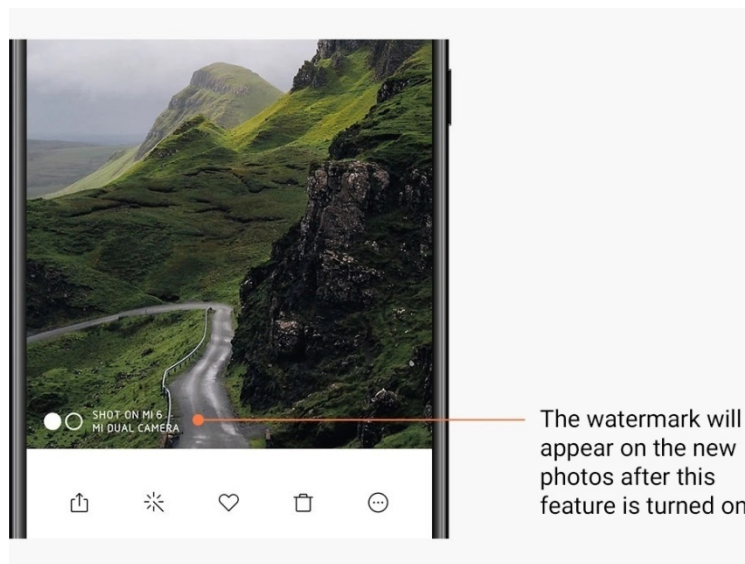 SHOT ON MI 6
MI DUAL CAMERA
The watermark will
appear on the new
photos after this
feature is turned on